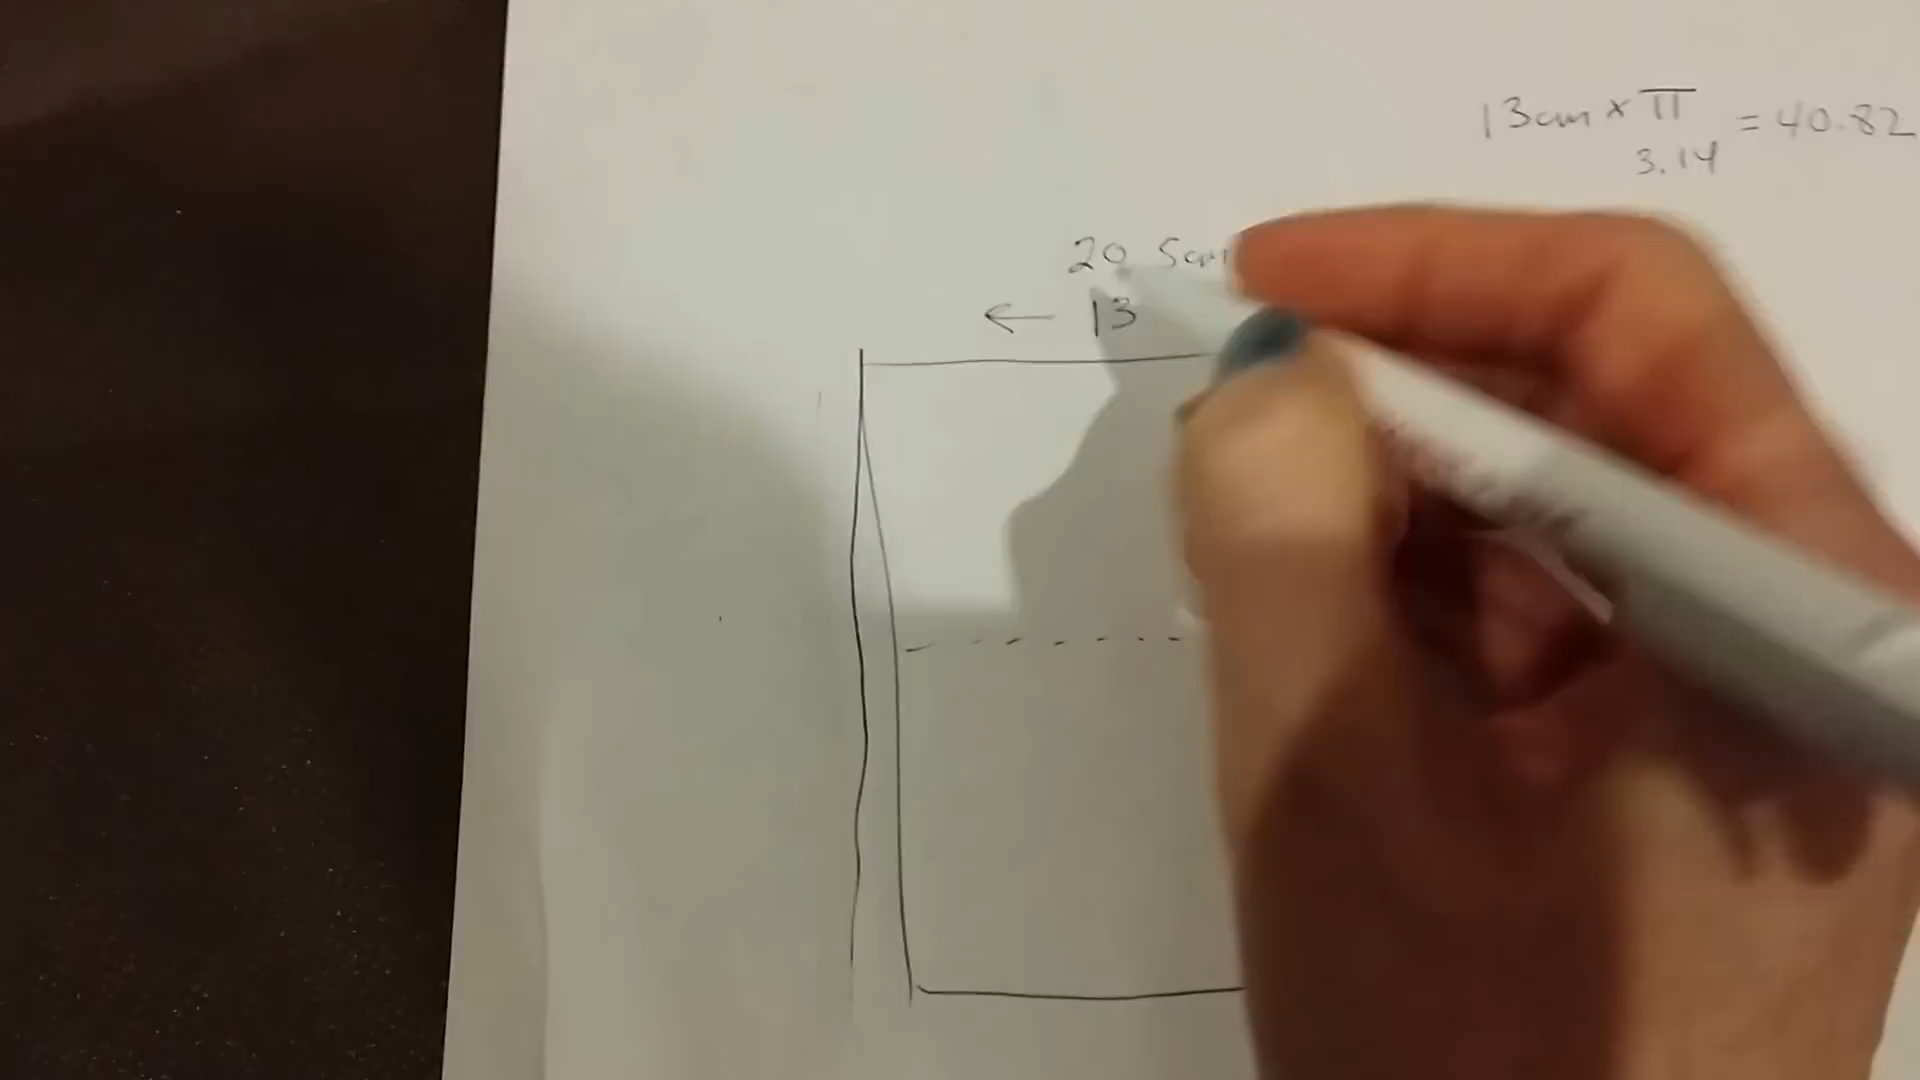 13cm x π = 40.82
3.14
20 5cm
← 13